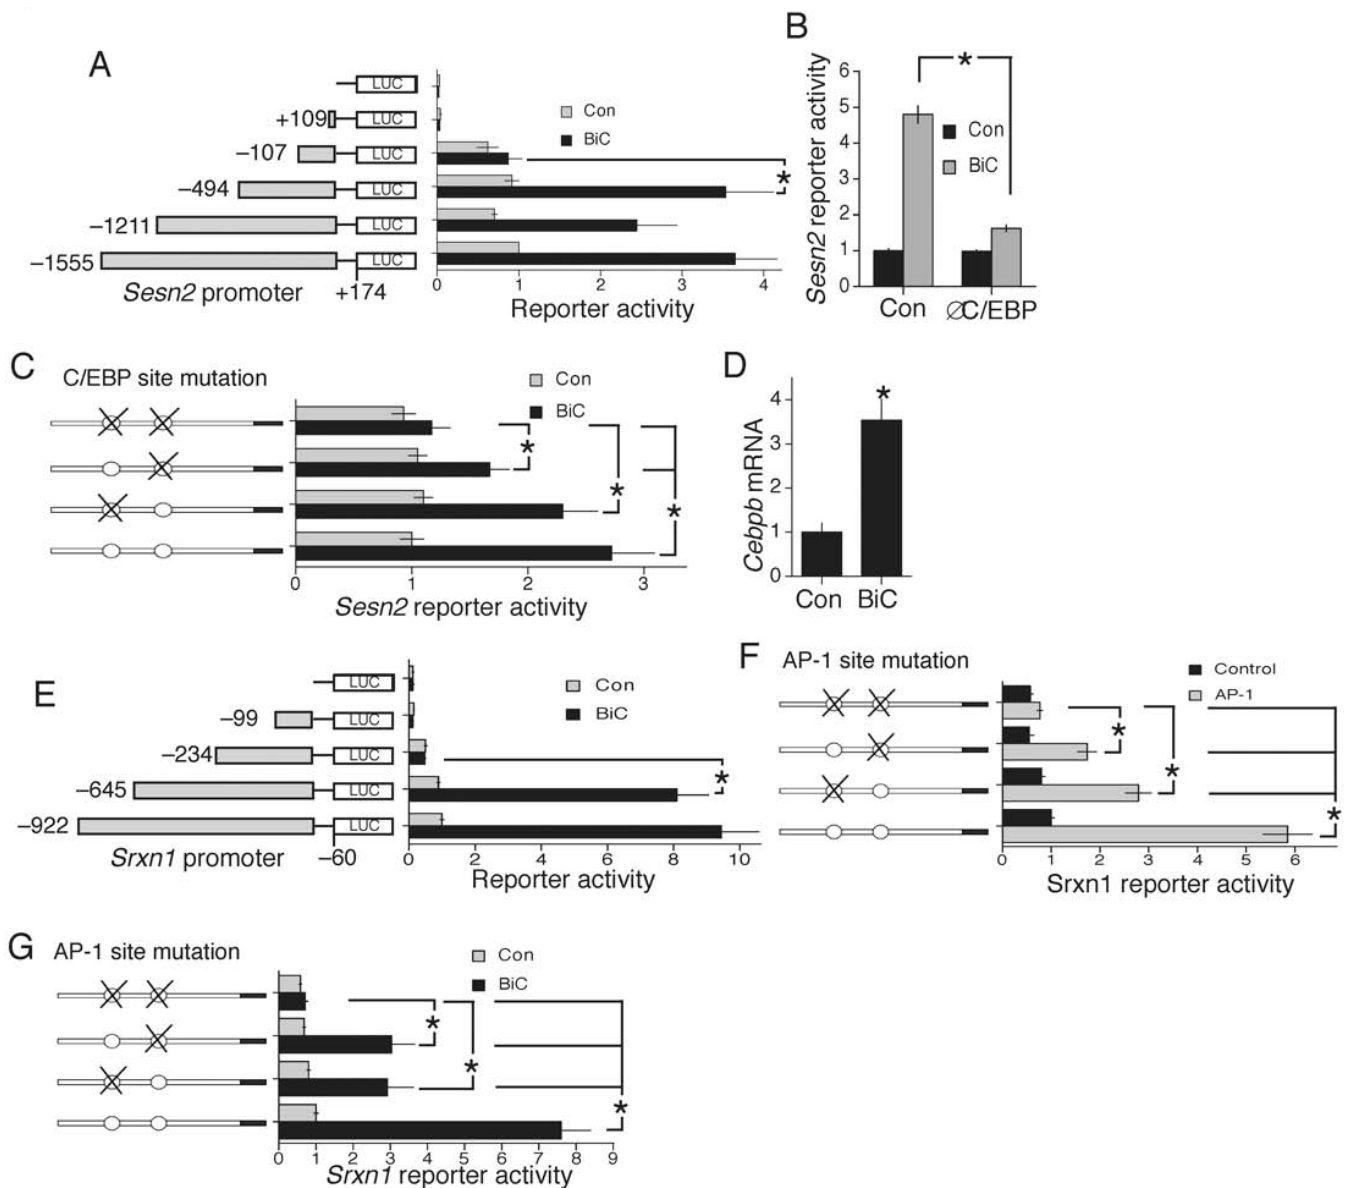 A
LUC
+109 LUC
−107 LUC
−494 LUC
−1211 LUC
−1555 LUC
Sesn2 promoter +174
Con
BiC
*
0 1 2 3 4
Reporter activity
B
Sesn2 reporter activity
6
5
4
3
2
1
0
*
Con
BiC
Con ∅C/EBP
C
C/EBP site mutation
Con
BiC
*
*
*
0 1 2 3
Sesn2 reporter activity
D
Cebpb mRNA
4
3
2
1
0
*
Con BiC
E
LUC
−99 LUC
−234 LUC
−645 LUC
−922 LUC
Srxn1 promoter −60
Con
BiC
*
0 2 4 6 8 10
Reporter activity
F
AP-1 site mutation
Control
AP-1
*
*
*
0 1 2 3 4 5 6
Srxn1 reporter activity
G
AP-1 site mutation
Con
BiC
*
*
*
0 1 2 3 4 5 6 7 8 9
Srxn1 reporter activity